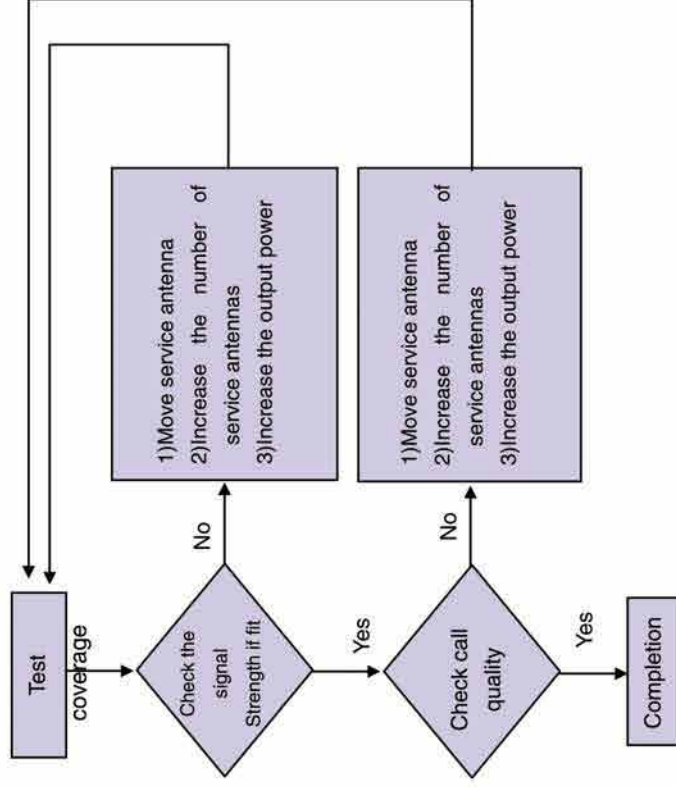 Test
coverage
Check the
signal
Strength if fit
No
1)Move service antenna
2)Increase the number of
service antennas
3)Increase the output power
Yes
Check call
quality
No
1)Move service antenna
2)Increase the number of
service antennas
3)Increase the output power
Yes
Completion